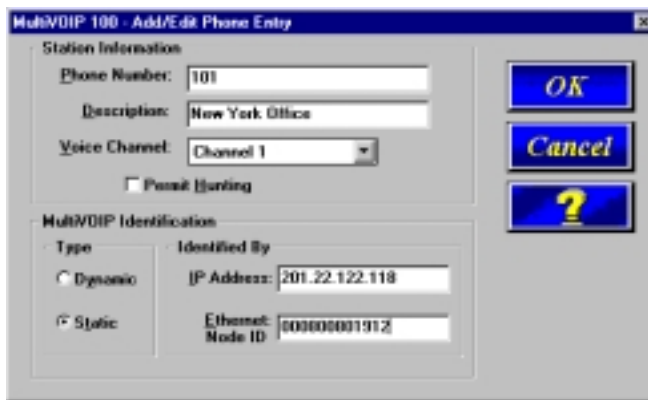 MultiVOIP 100 - Add/Edit Phone Entry
Station Information
Phone Number: 101
Description: New York Office
Voice Channel: Channel 1
Permit Hunting
OK
Cancel
?
MultiVOIP Identification
Type
Dynamic
Static
Identified By
IP Address: 201.22.122.118
Ethernet Node ID 000000001912